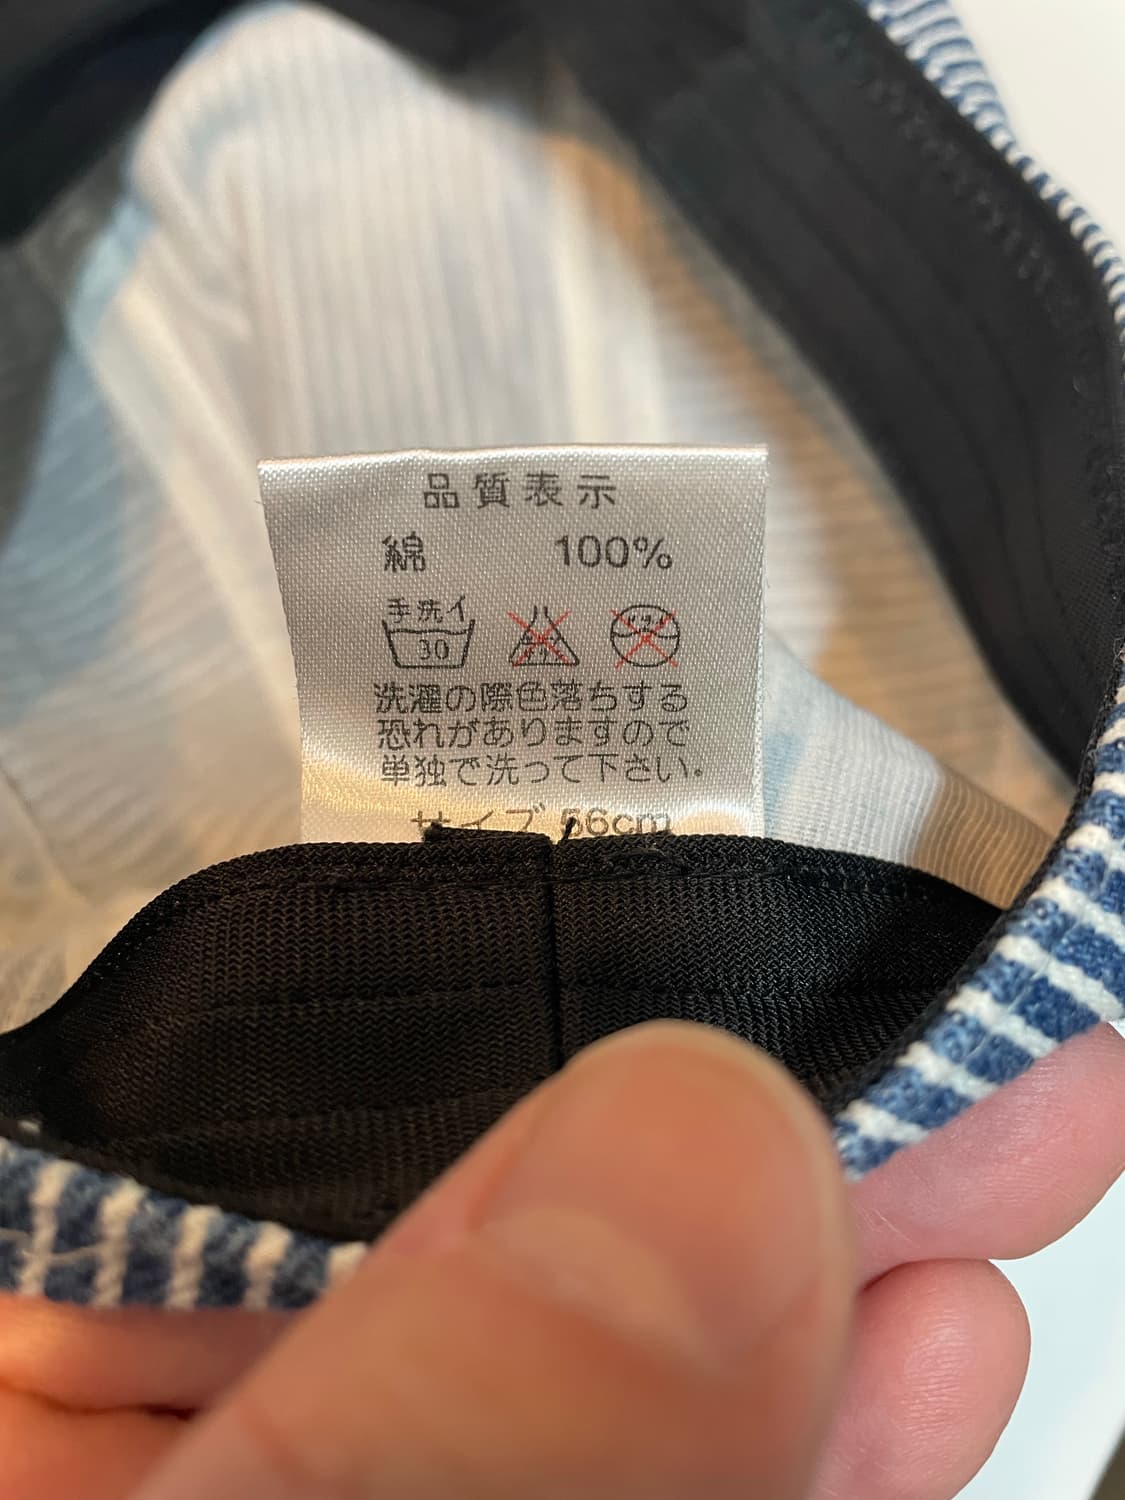 品質表示
綿 100%
手洗イ
30
洗濯の際色落ちする
恐れがありますので
単独で洗って下さい.
サイズ 56cm